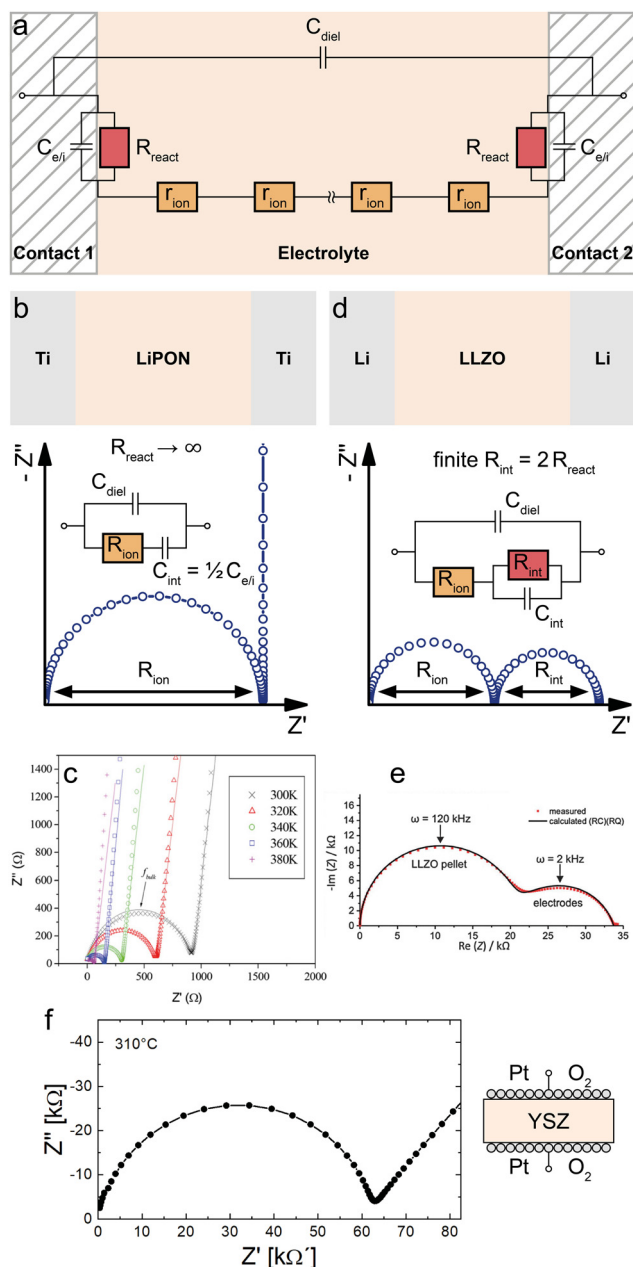 a
C_diel
C_e/i
R_react
R_react
C_e/i
r_ion
r_ion
≈
r_ion
r_ion
Contact 1
Electrolyte
Contact 2
b
Ti
LiPON
Ti
-Z''
R_react → ∞
C_diel
R_ion
C_int = ½ C_e/i
R_ion
Z'
d
Li
LLZO
Li
-Z''
finite R_int = 2 R_react
C_diel
R_ion
R_int
C_int
R_ion
R_int
Z'
c
1400
1200
1000
800
600
400
200
0
Z'' (Ω)
f_bulk
300K
320K
340K
360K
380K
0
500
1000
1500
2000
Z' (Ω)
e
16
14
12
10
8
6
4
2
0
-Im (Z) / kΩ
measured
calculated (RC)(RQ)
ω = 120 kHz
LLZO pellet
ω = 2 kHz
electrodes
0
5
10
15
20
25
30
35
Re (Z) / kΩ
f
310°C
-40
-30
-20
-10
0
Z'' [kΩ]
0
10
20
30
40
50
60
70
80
Z' [kΩ´]
Pt
O₂
YSZ
Pt
O₂